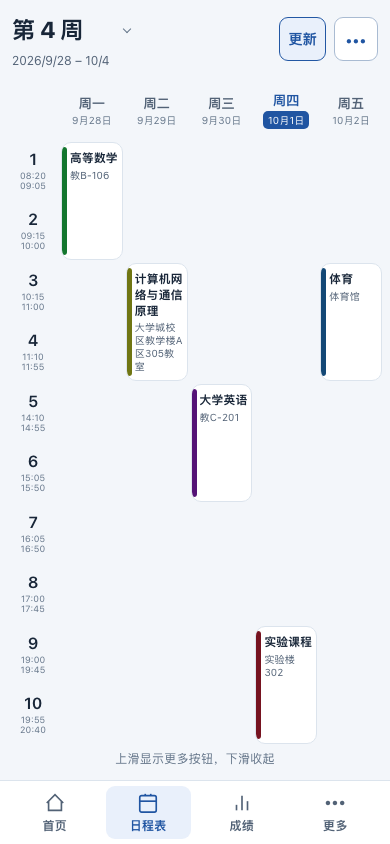 第 4 周
2026/9/28 – 10/4
更新
周一 周二 周三 周四 周五
9月28日 9月29日 9月30日 10月1日 10月2日
1
08:20
09:05
2
09:15
10:00
3
10:15
11:00
4
11:10
11:55
5
14:10
14:55
6
15:05
15:50
7
16:05
16:50
8
17:00
17:45
9
19:00
19:45
10
19:55
20:40
高等数学
教B-106
计算机网
络与通信
原理
大学城校
区教学楼A
区305教
室
大学英语
教C-201
实验课程
实验楼
302
体育
体育馆
上滑显示更多按钮，下滑收起
首页 日程表 成绩 更多